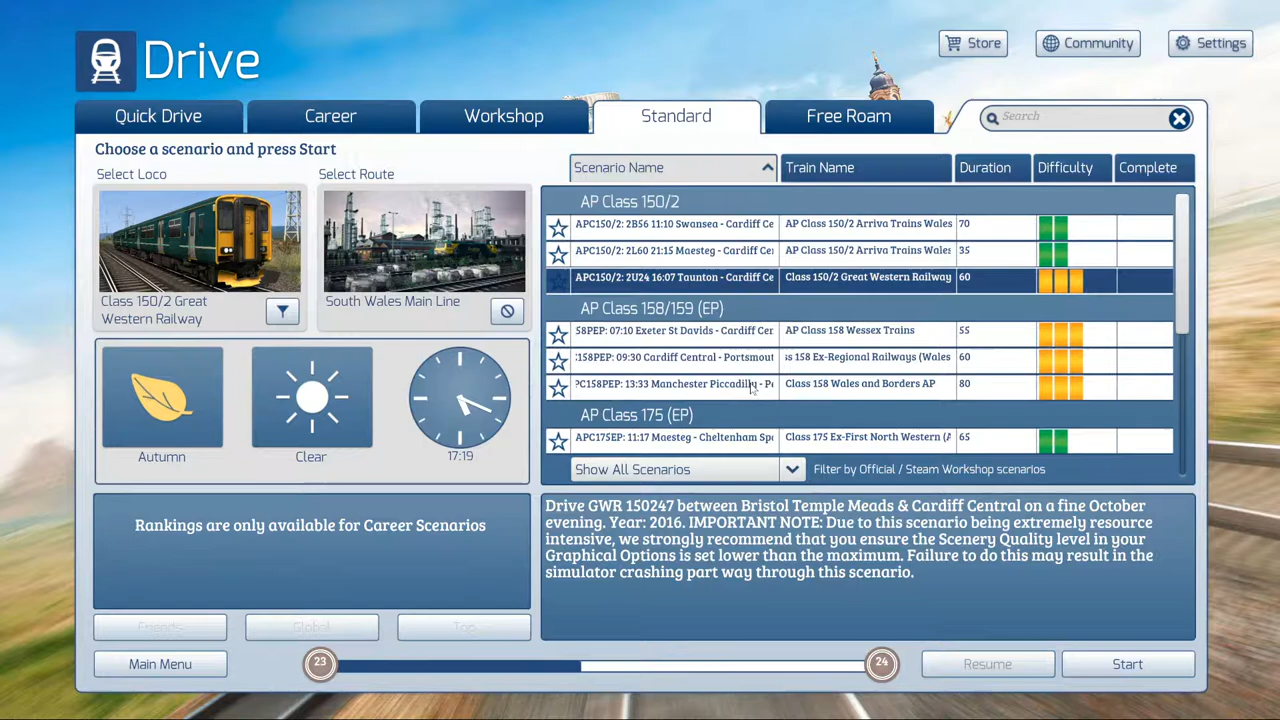 Drive
Store
Community
Settings
Quick Drive
Career
Workshop
Standard
Free Roam
Search
Choose a scenario and press Start
Select Loco
Select Route
Class 150/2 Great
Western Railway
South Wales Main Line
Autumn
Clear
17:19
Scenario Name
Train Name
Duration
Difficulty
Complete
AP Class 150/2
APC150/2: 2B56 11:10 Swansea - Cardiff Ce
AP Class 150/2 Arriva Trains Wales
70
APC150/2: 2L60 21:15 Maesteg - Cardiff Ce
AP Class 150/2 Arriva Trains Wales
35
APC150/2: 2U24 16:07 Taunton - Cardiff Ce
Class 150/2 Great Western Railway
60
AP Class 158/159 (EP)
58PEP: 07:10 Exeter St Davids - Cardiff Cer
AP Class 158 Wessex Trains
55
C158PEP: 09:30 Cardiff Central - Portsmout
ss 158 Ex-Regional Railways (Wales
60
PC158PEP: 13:33 Manchester Piccadilly - Pe
Class 158 Wales and Borders AP
80
AP Class 175 (EP)
APC175EP: 11:17 Maesteg - Cheltenham Spa
Class 175 Ex-First North Western (A
65
Show All Scenarios
Filter by Official / Steam Workshop scenarios
Rankings are only available for Career Scenarios
Drive GWR 150247 between Bristol Temple Meads & Cardiff Central on a fine October
evening. Year: 2016. IMPORTANT NOTE: Due to this scenario being extremely resource
intensive, we strongly recommend that you ensure the Scenery Quality level in your
Graphical Options is set lower than the maximum. Failure to do this may result in the
simulator crashing part way through this scenario.
Friends
Global
Top
Main Menu
23
24
Resume
Start